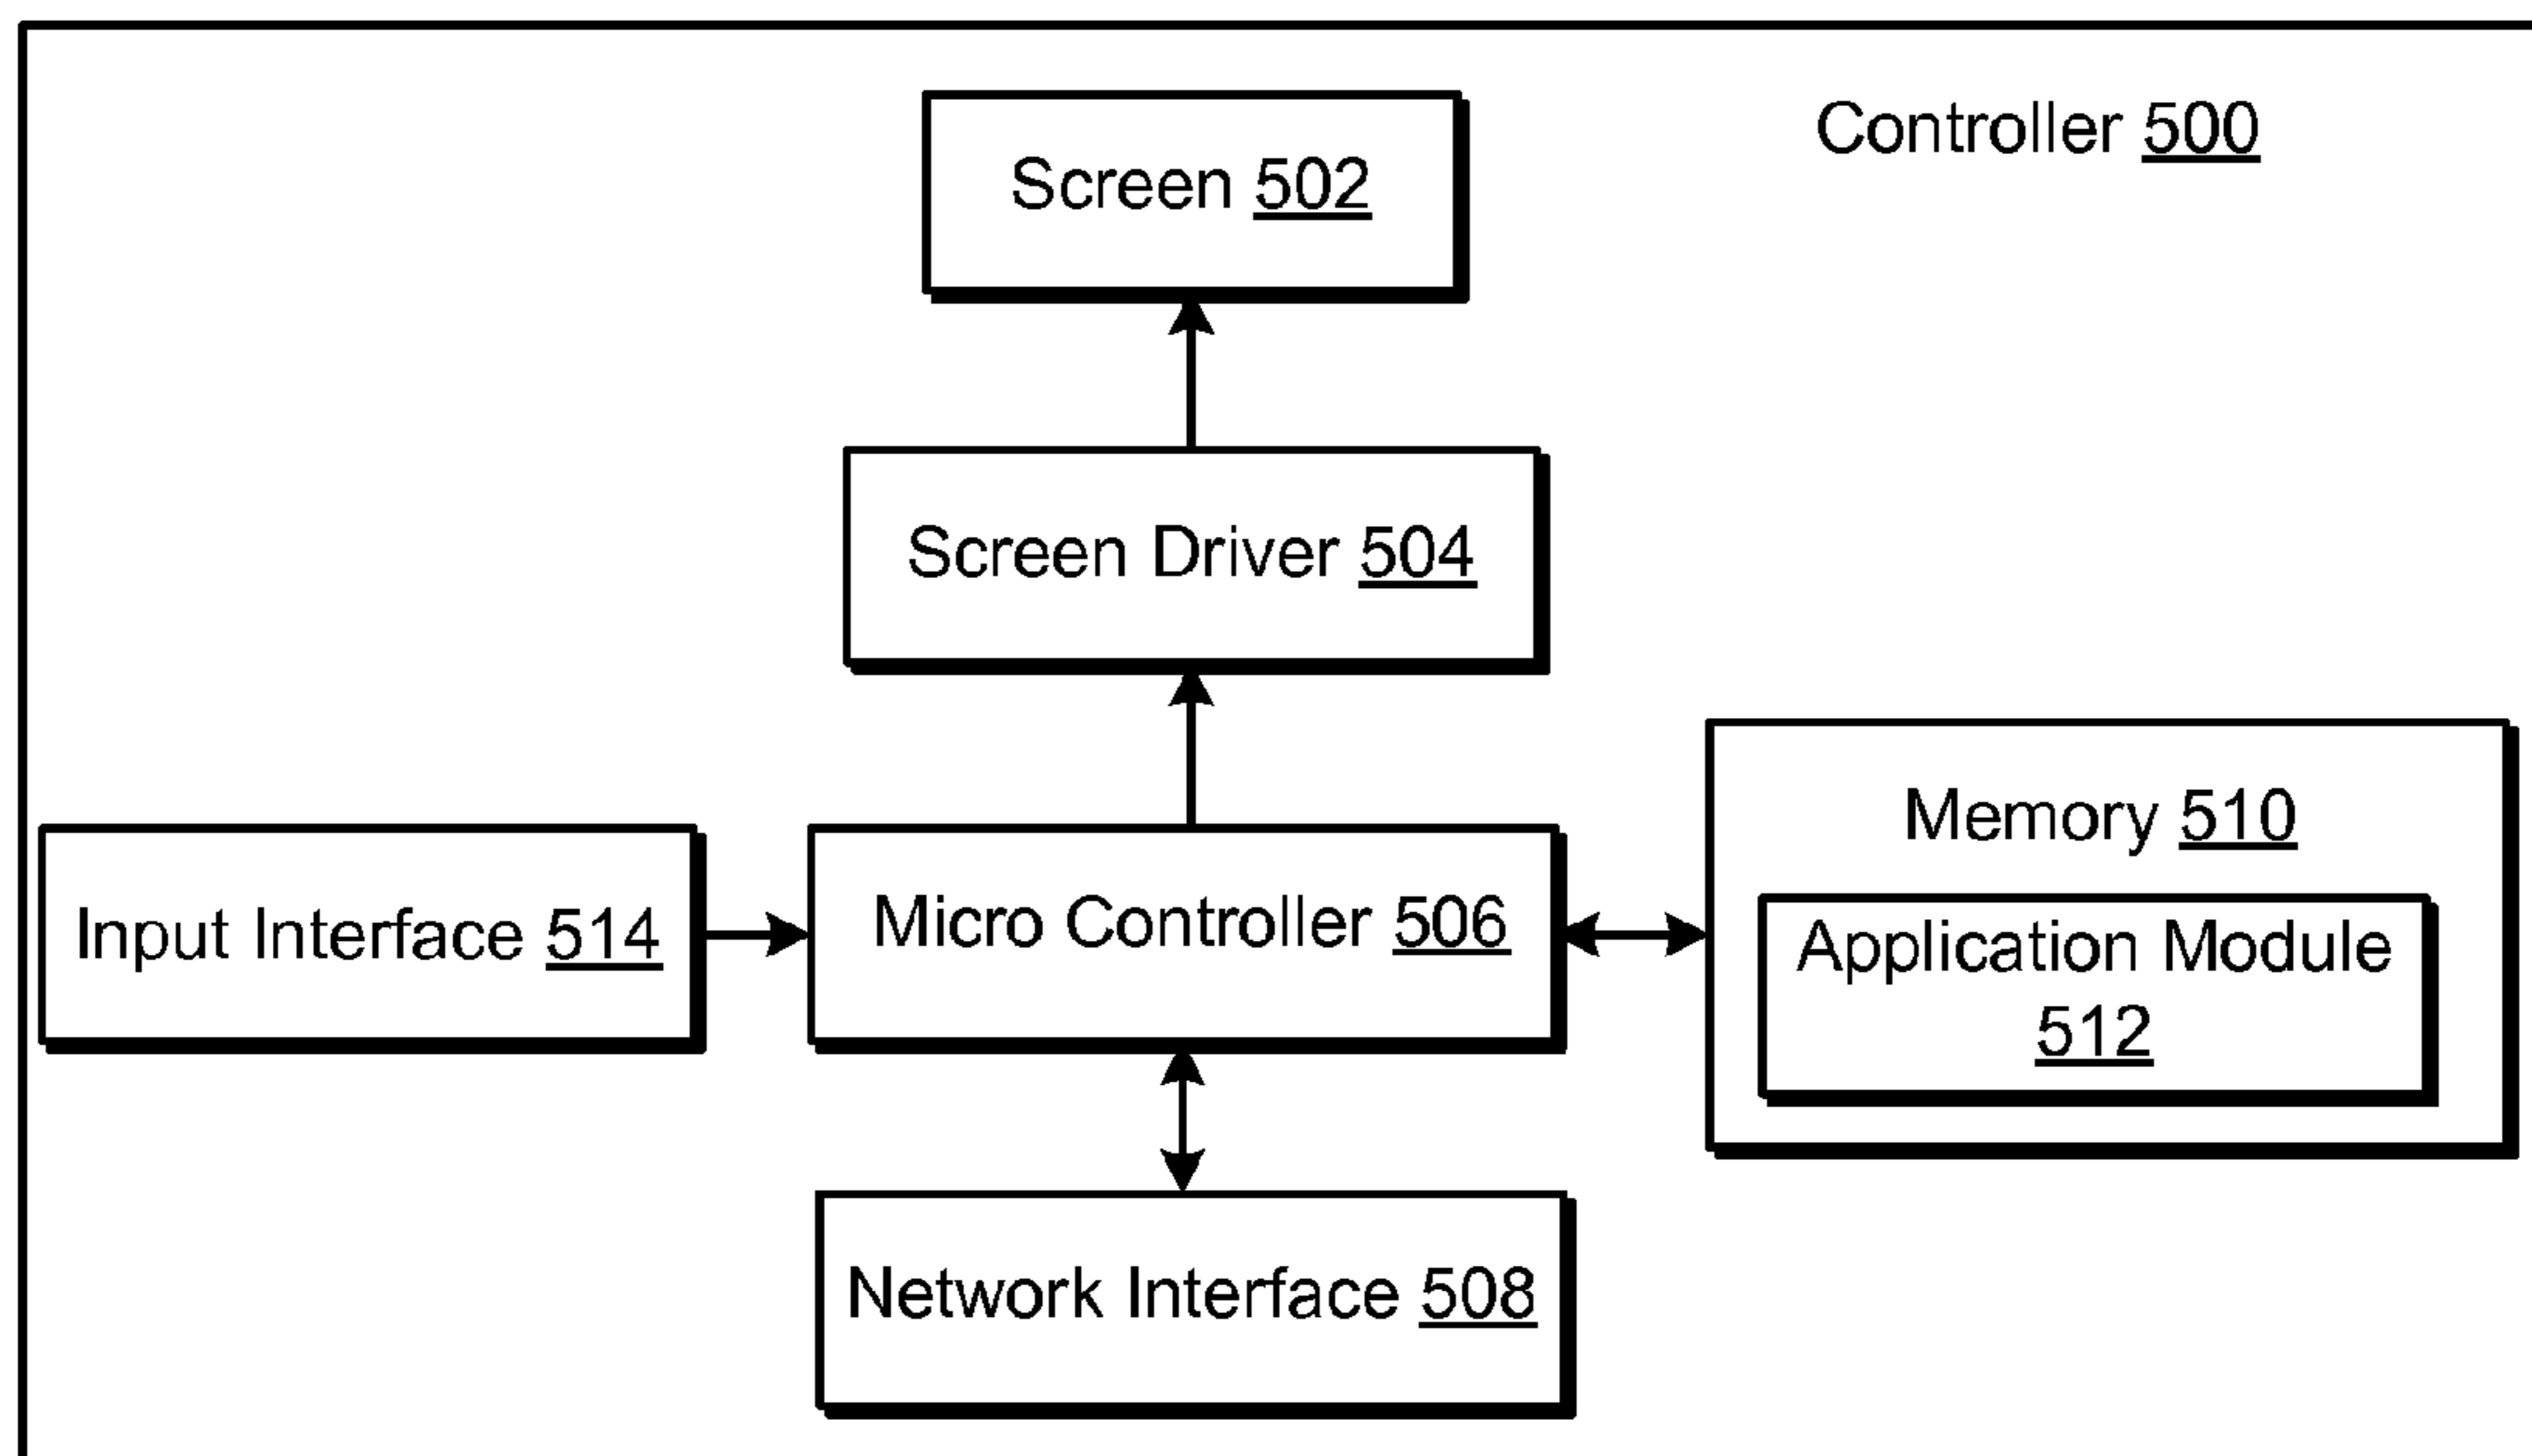 Controller 500
Screen 502
Screen Driver 504
Memory 510
Input Interface 514
Micro Controller 506
Application Module
512
Network Interface 508